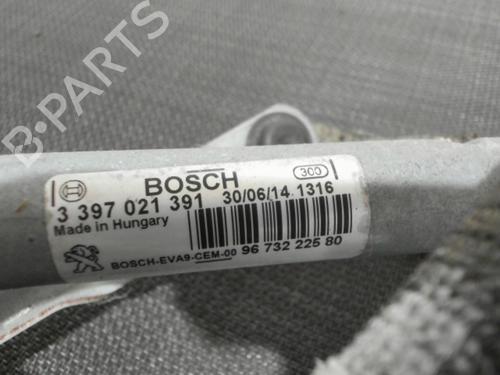 B-PARTS
BOSCH 300
3 397 021 391 30/06/14 1316
Made in Hungary
BOSCH-EVA9-CEM-00 96 732 225 80